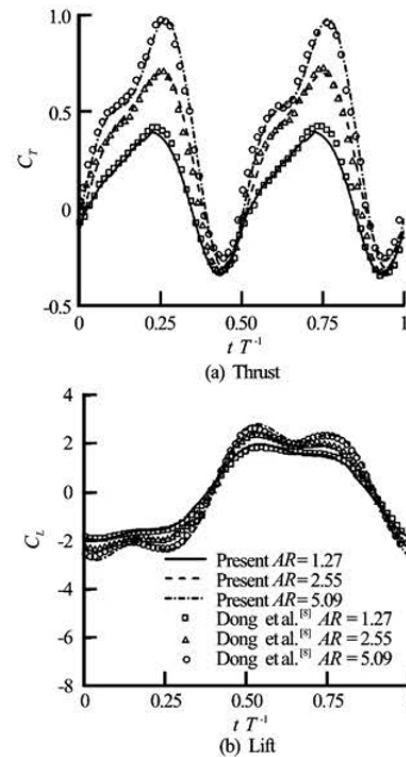 1.0
0.5
C_T
0
-0.5
0 0.25 0.50 0.75 1
t T^-1
(a) Thrust
4
2
0
C_L
-2
-4
-6
-8
Present AR = 1.27
Present AR = 2.55
Present AR = 5.09
Dong et al.[8] AR = 1.27
Dong et al.[8] AR = 2.55
Dong et al.[8] AR = 5.09
0 0.25 0.50 0.75 1
t T^-1
(b) Lift